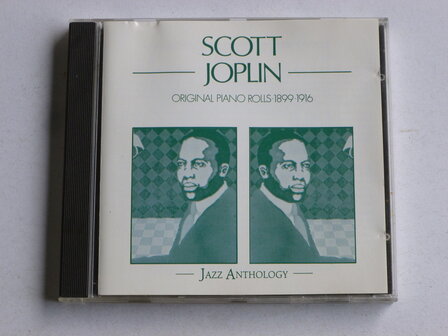 SCOTT
JOPLIN
ORIGINAL PIANO ROLLS·1899·1916
JAZZ ANTHOLOGY